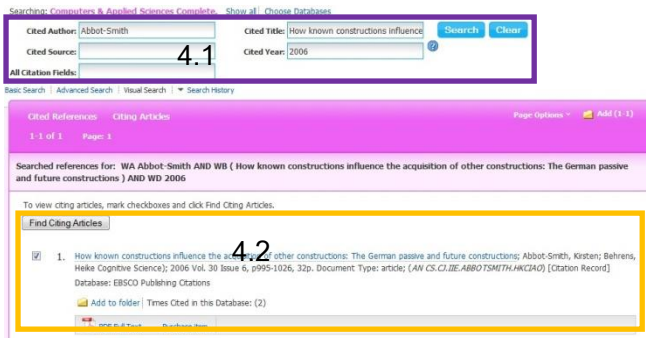 Searching: Computers & Applied Sciences Complete. Show all Choose Databases
Cited Author: Abbot-Smith Cited Title: How known constructions influence Search Clear
Cited Source: 4.1 Cited Year: 2006
All Citation Fields:
Basic Search | Advanced Search | Visual Search | Search History
Cited References Citing Articles Page Options Add (1-1)
1-1 of 1 Page: 1
Searched references for: WA Abbot-Smith AND WB ( How known constructions influence the acquisition of other constructions: The German passive
and future constructions ) AND WD 2006
To view citing articles, mark checkboxes and click Find Citing Articles.
Find Citing Articles
4.2
1. How known constructions influence the acquisition of other constructions: The German passive and future constructions; Abbot-Smith, Kirsten; Behrens,
Heike Cognitive Science); 2006 Vol. 30 Issue 6, p995-1026, 32p. Document Type: article; (AN CS.CJ.IIE.ABBOTSMITH.HKCIAO) [Citation Record]
Database: EBSCO Publishing Citations
Add to folder | Times Cited in this Database: (2)
PDF Full Text Purchase Item